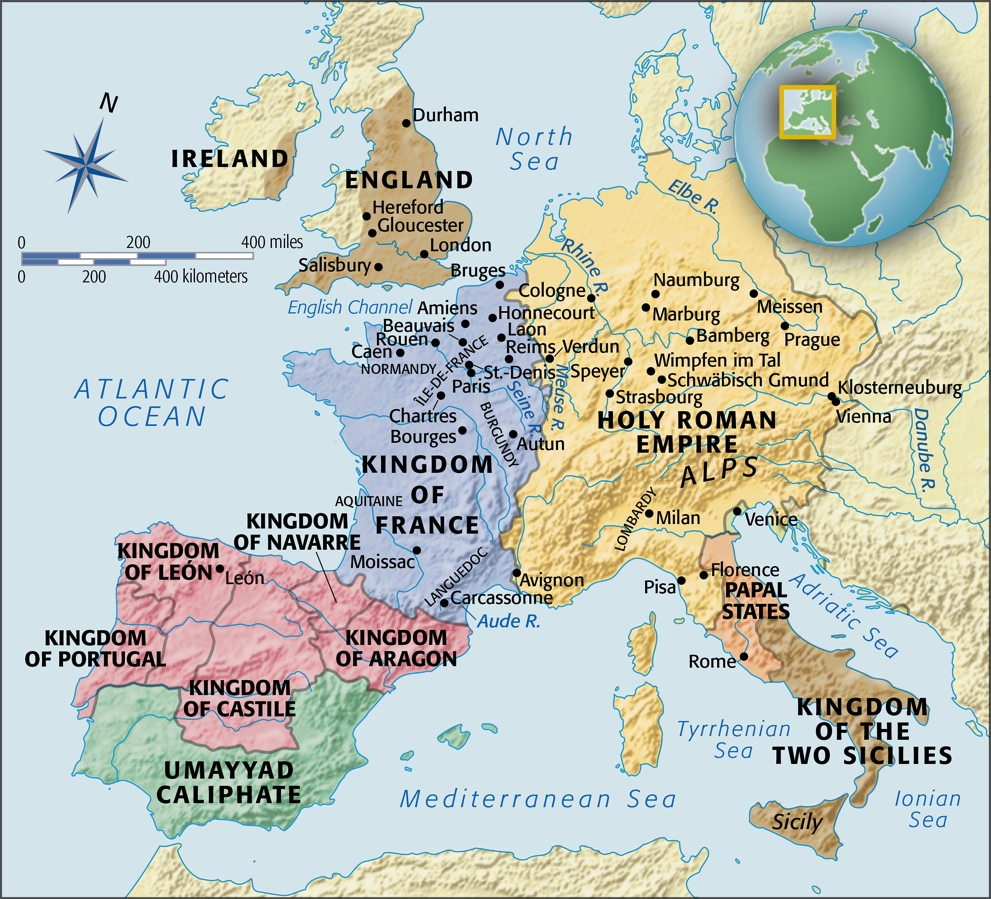 N
0 200 400 miles
0 200 400 kilometers
IRELAND
ENGLAND
Durham
Hereford
Gloucester
London
Salisbury
North
Sea
English Channel
ATLANTIC
OCEAN
Elbe R.
Rhine R.
Bruges
Cologne
Amiens
Honnecourt
Beauvais
Laon
Rouen
Reims
Verdun
Caen
NORMANDY
ÎLE-DE-FRANCE
St.-Denis
Paris
Speyer
Meuse R.
Seine R.
Chartres
Bourges
BURGUNDY
Autun
Naumburg
Meissen
Marburg
Bamberg
Prague
Wimpfen im Tal
Schwäbisch Gmund
Strasbourg
Klosterneuburg
Vienna
HOLY ROMAN
EMPIRE
ALPS
Danube R.
KINGDOM
OF
FRANCE
AQUITAINE
KINGDOM
OF NAVARRE
Moissac
LANGUEDOC
Carcassonne
Avignon
Aude R.
LOMBARDY
Milan
Venice
KINGDOM
OF LEÓN
León
KINGDOM
OF PORTUGAL
KINGDOM
OF ARAGON
KINGDOM
OF CASTILE
UMAYYAD
CALIPHATE
Pisa
Florence
PAPAL
STATES
Rome
Adriatic Sea
KINGDOM
OF THE
TWO SICILIES
Tyrrhenian
Sea
Mediterranean Sea
Ionian
Sea
Sicily